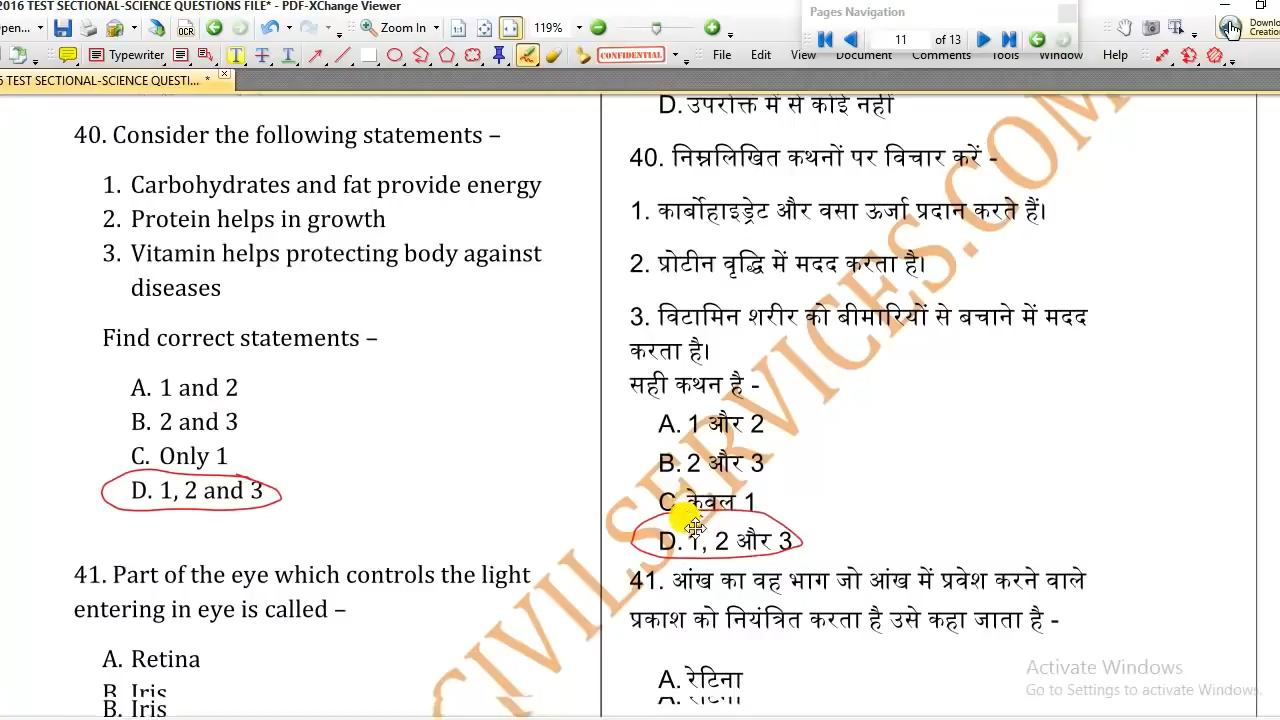 2016 TEST SECTIONAL-SCIENCE QUESTIONS FILE* - PDF-XChange Viewer
Pages Navigation
Zoom In
119%
11 of 13
Typewriter
CONFIDENTIAL
File Edit View Document Comments Tools Window Help
TEST SECTIONAL-SCIENCE QUESTI... *
40. Consider the following statements –
1. Carbohydrates and fat provide energy
2. Protein helps in growth
3. Vitamin helps protecting body against
diseases
Find correct statements –
A. 1 and 2
B. 2 and 3
C. Only 1
D. 1, 2 and 3
41. Part of the eye which controls the light
entering in eye is called –
A. Retina
B. Iris
B. Iris
D. उपरोक्त में से कोई नहीं
40. निम्नलिखित कथनों पर विचार करें -
1. कार्बोहाइड्रेट और वसा ऊर्जा प्रदान करते हैं।
2. प्रोटीन वृद्धि में मदद करता है।
3. विटामिन शरीर को बीमारियों से बचाने में मदद
करता है।
सही कथन है -
A. 1 और 2
B. 2 और 3
C. केवल 1
D. 1, 2 और 3
41. आंख का वह भाग जो आंख में प्रवेश करने वाले
प्रकाश को नियंत्रित करता है उसे कहा जाता है -
A. रेटिना
CIVILSERVICES.COM
Activate Windows
Go to Settings to activate Windows.